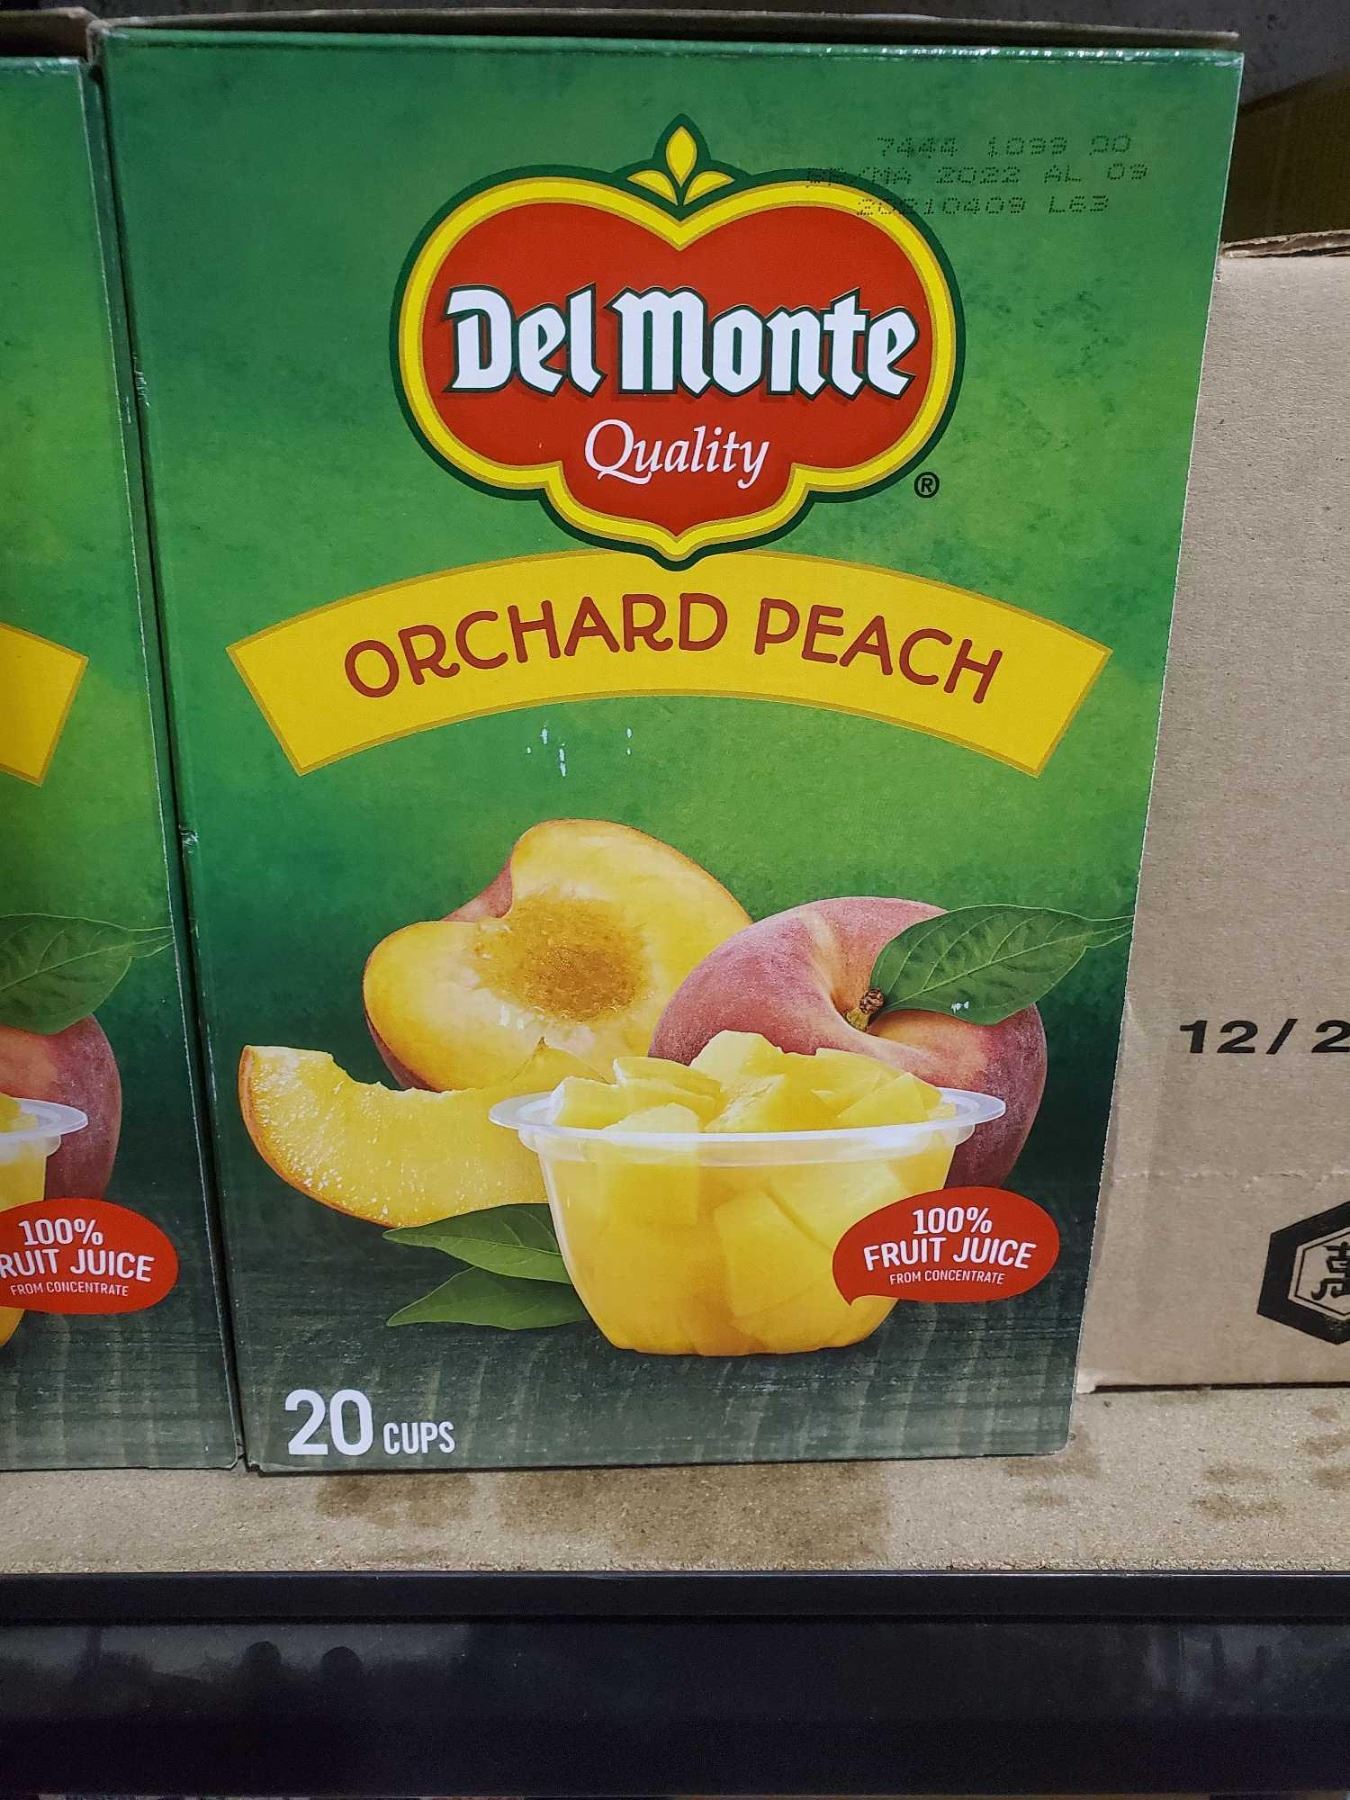 7444 1099 00
2022 AL 09
L63
Del Monte
Quality
®
ORCHARD PEACH
100%
FRUIT JUICE
FROM CONCENTRATE
20 CUPS
100%
RUIT JUICE
FROM CONCENTRATE
12/2